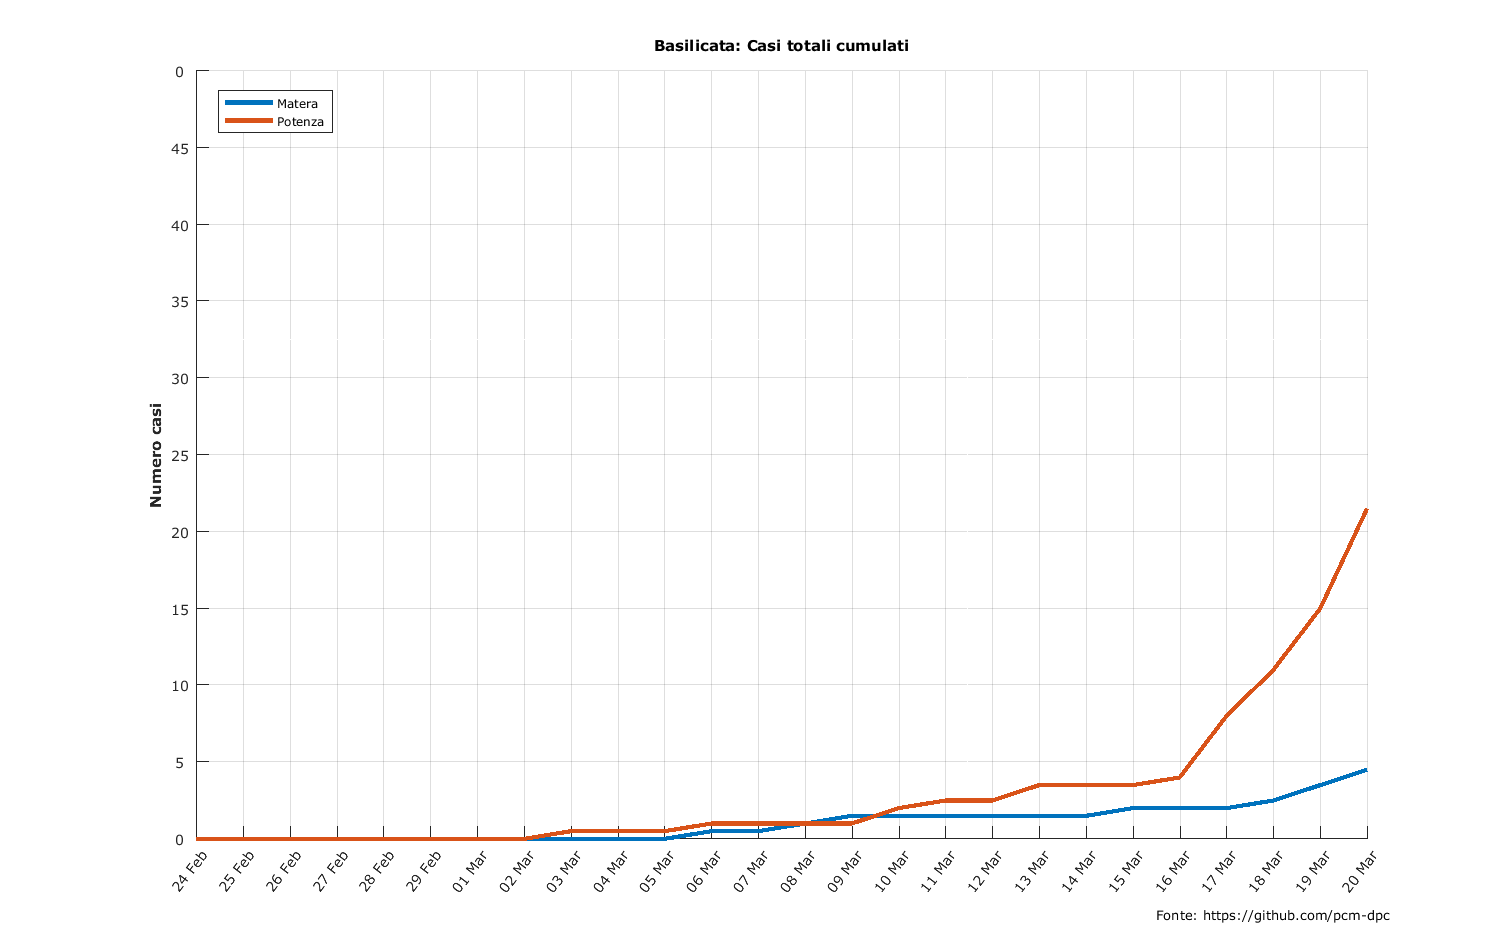 Basilicata: Casi totali cumulati
Matera
Potenza
Numero casi
0
45
40
35
30
25
20
15
10
5
0
24 Feb
25 Feb
26 Feb
27 Feb
28 Feb
29 Feb
01 Mar
02 Mar
03 Mar
04 Mar
05 Mar
06 Mar
07 Mar
08 Mar
09 Mar
10 Mar
11 Mar
12 Mar
13 Mar
14 Mar
15 Mar
16 Mar
17 Mar
18 Mar
19 Mar
20 Mar
Fonte: https://github.com/pcm-dpc